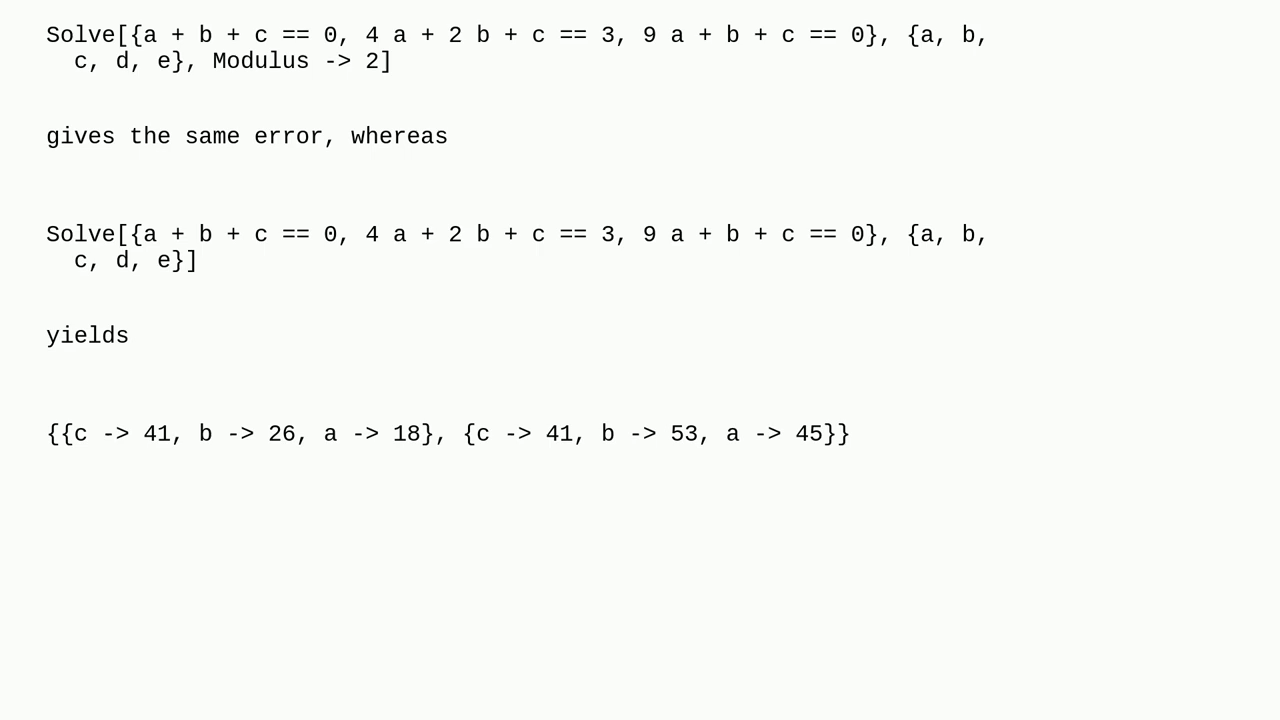 Solve[{a + b + c == 0, 4 a + 2 b + c == 3, 9 a + b + c == 0}, {a, b,
c, d, e}, Modulus -> 2]
gives the same error, whereas
Solve[{a + b + c == 0, 4 a + 2 b + c == 3, 9 a + b + c == 0}, {a, b,
c, d, e}]
yields
{{c -> 41, b -> 26, a -> 18}, {c -> 41, b -> 53, a -> 45}}